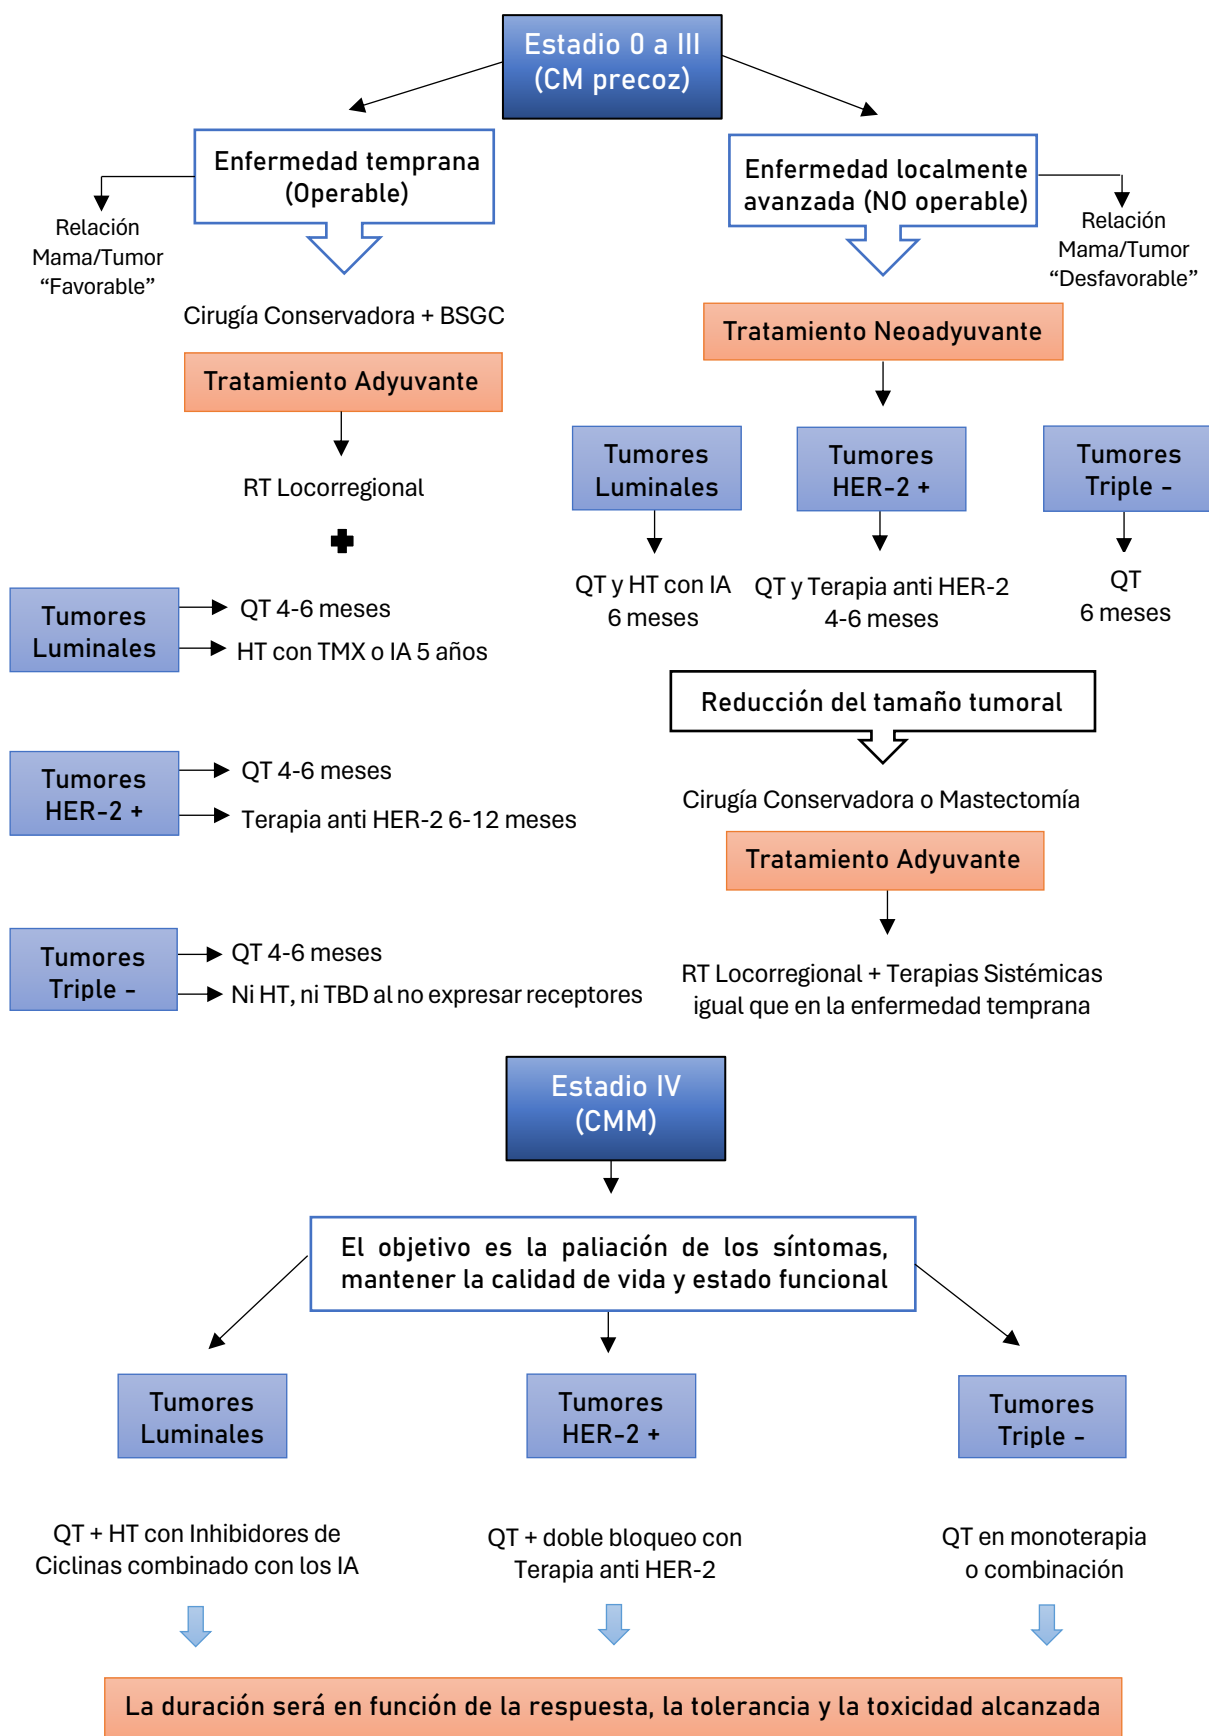 Estadio 0 a III
(CM precoz)
Enfermedad temprana
(Operable)
Relación
Mama/Tumor
“Favorable”
Cirugía Conservadora + BSGC
Tratamiento Adyuvante
RT Locorregional
Tumores
Luminales
QT 4-6 meses
HT con TMX o IA 5 años
Tumores
HER-2 +
QT 4-6 meses
Terapia anti HER-2 6-12 meses
Tumores
Triple -
QT 4-6 meses
Ni HT, ni TBD al no expresar receptores
Enfermedad localmente
avanzada (NO operable)
Relación
Mama/Tumor
“Desfavorable”
Tratamiento Neoadyuvante
Tumores
Luminales
QT y HT con IA
6 meses
Tumores
HER-2 +
QT y Terapia anti HER-2
4-6 meses
Tumores
Triple -
QT
6 meses
Reducción del tamaño tumoral
Cirugía Conservadora o Mastectomía
Tratamiento Adyuvante
RT Locorregional + Terapias Sistémicas
igual que en la enfermedad temprana
Estadio IV
(CMM)
El objetivo es la paliación de los síntomas,
mantener la calidad de vida y estado funcional
Tumores
Luminales
QT + HT con Inhibidores de
Ciclinas combinado con los IA
Tumores
HER-2 +
QT + doble bloqueo con
Terapia anti HER-2
Tumores
Triple -
QT en monoterapia
o combinación
La duración será en función de la respuesta, la tolerancia y la toxicidad alcanzada